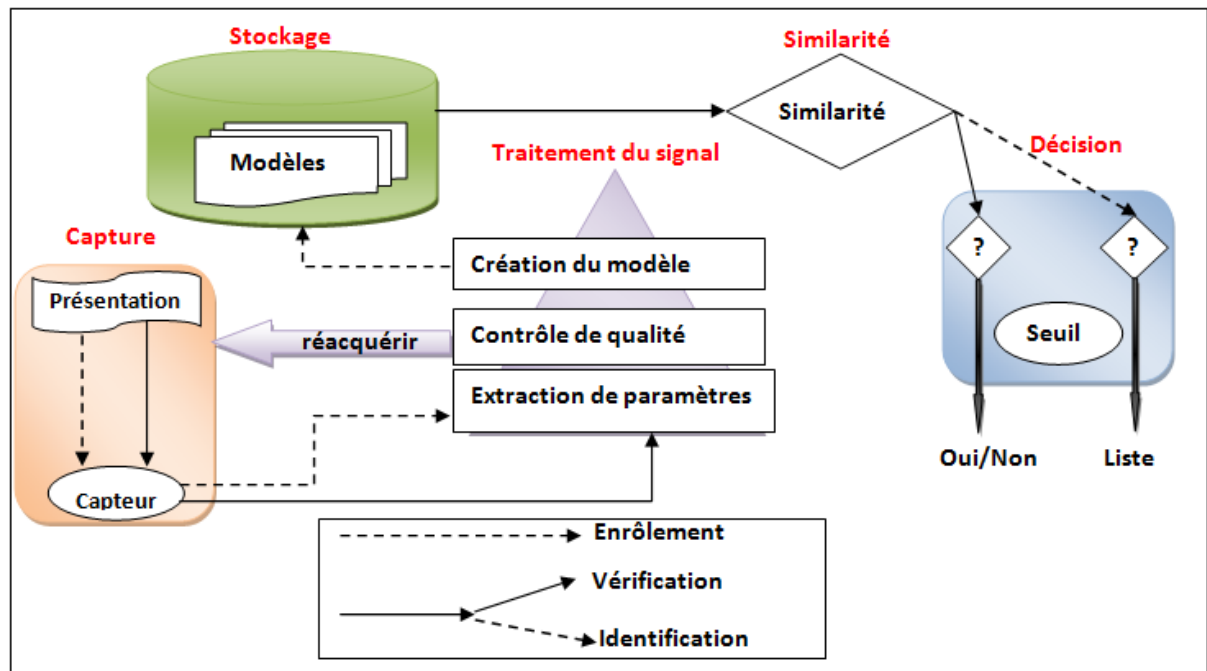 Stockage
Similarité
Similarité
Décision
Modèles
Traitement du signal
Capture
Présentation
Création du modèle
?
?
réacquérir
Contrôle de qualité
Seuil
Extraction de paramètres
Capteur
Oui/Non
Liste
Enrôlement
Vérification
Identification